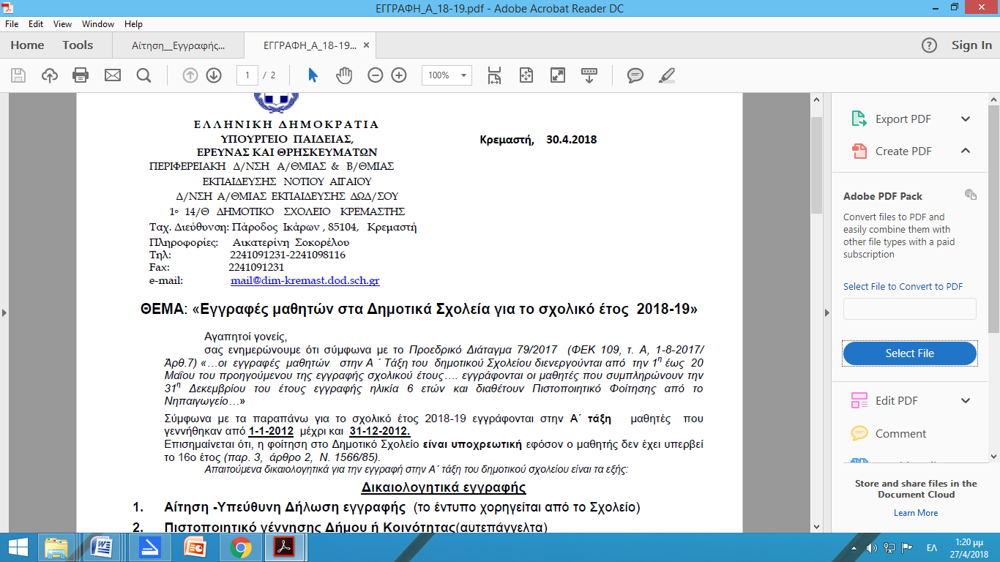 ΕΓΓΡΑΦΗ_Α_18-19.pdf - Adobe Acrobat Reader DC
File Edit View Window Help
Home Tools Αίτηση__Εγγραφής... ΕΓΓΡΑΦΗ_Α_18-19... × Sign In
1 / 2 100%
Ε Λ Λ Η Ν Ι Κ Η Δ Η Μ Ο Κ Ρ Α Τ Ι Α
ΥΠΟΥΡΓΕΙΟ ΠΑΙΔΕΙΑΣ,
ΕΡΕΥΝΑΣ ΚΑΙ ΘΡΗΣΚΕΥΜΑΤΩΝ
ΠΕΡΙΦΕΡΕΙΑΚΗ Δ/ΝΣΗ Α/ΘΜΙΑΣ & Β/ΘΜΙΑΣ
ΕΚΠΑΙΔΕΥΣΗΣ ΝΟΤΙΟΥ ΑΙΓΑΙΟΥ
Δ/ΝΣΗ Α/ΘΜΙΑΣ ΕΚΠΑΙΔΕΥΣΗΣ ΔΩΔ/ΣΟΥ
1ο 14/Θ ΔΗΜΟΤΙΚΟ ΣΧΟΛΕΙΟ ΚΡΕΜΑΣΤΗΣ
Ταχ. Διεύθυνση: Πάροδος Ικάρων , 85104, Κρεμαστή
Πληροφορίες: Αικατερίνη Σοκορέλου
Τηλ: 2241091231-2241098116
Fax: 2241091231
e-mail: mail@dim-kremast.dod.sch.gr
Κρεμαστή, 30.4.2018
ΘΕΜΑ: «Εγγραφές μαθητών στα Δημοτικά Σχολεία για το σχολικό έτος 2018-19»
Αγαπητοί γονείς,
σας ενημερώνουμε ότι σύμφωνα με το Προεδρικό Διάταγμα 79/2017 (ΦΕΚ 109, τ. Α, 1-8-2017/
Άρθ.7) «…οι εγγραφές μαθητών στην Α ΄ Τάξη του δημοτικού Σχολείου διενεργούνται από την 1η έως 20
Μαΐου του προηγούμενου της εγγραφής σχολικού έτους…. εγγράφονται οι μαθητές που συμπληρώνουν την
31η Δεκεμβρίου του έτους εγγραφής ηλικία 6 ετών και διαθέτουν Πιστοποιητικό Φοίτησης από το
Νηπαιγωγείο…»
Σύμφωνα με τα παραπάνω για το σχολικό έτος 2018-19 εγγράφονται στην Α΄ τάξη μαθητές που
γεννήθηκαν από 1-1-2012 μέχρι και 31-12-2012.
Επισημαίνεται ότι, η φοίτηση στο Δημοτικό Σχολείο είναι υποχρεωτική εφόσον ο μαθητής δεν έχει υπερβεί
το 16ο έτος (παρ. 3, άρθρο 2, Ν. 1566/85).
Απαιτούμενα δικαιολογητικά για την εγγραφή στην Α΄ τάξη του δημοτικού σχολείου είναι τα εξής:
Δικαιολογητικά εγγραφής
1. Αίτηση -Υπεύθυνη Δήλωση εγγραφής (το έντυπο χορηγείται από το Σχολείο)
2. Πιστοποιητικό γέννησης Δήμου ή Κοινότητας(αυτεπάγγελτα)
Export PDF
Create PDF
Adobe PDF Pack
Convert files to PDF and
easily combine them with
other file types with a paid
subscription
Select File to Convert to PDF
Select File
Edit PDF
Comment
Store and share files in the
Document Cloud
Learn More
ΕΛ
1:20 μμ
27/4/2018